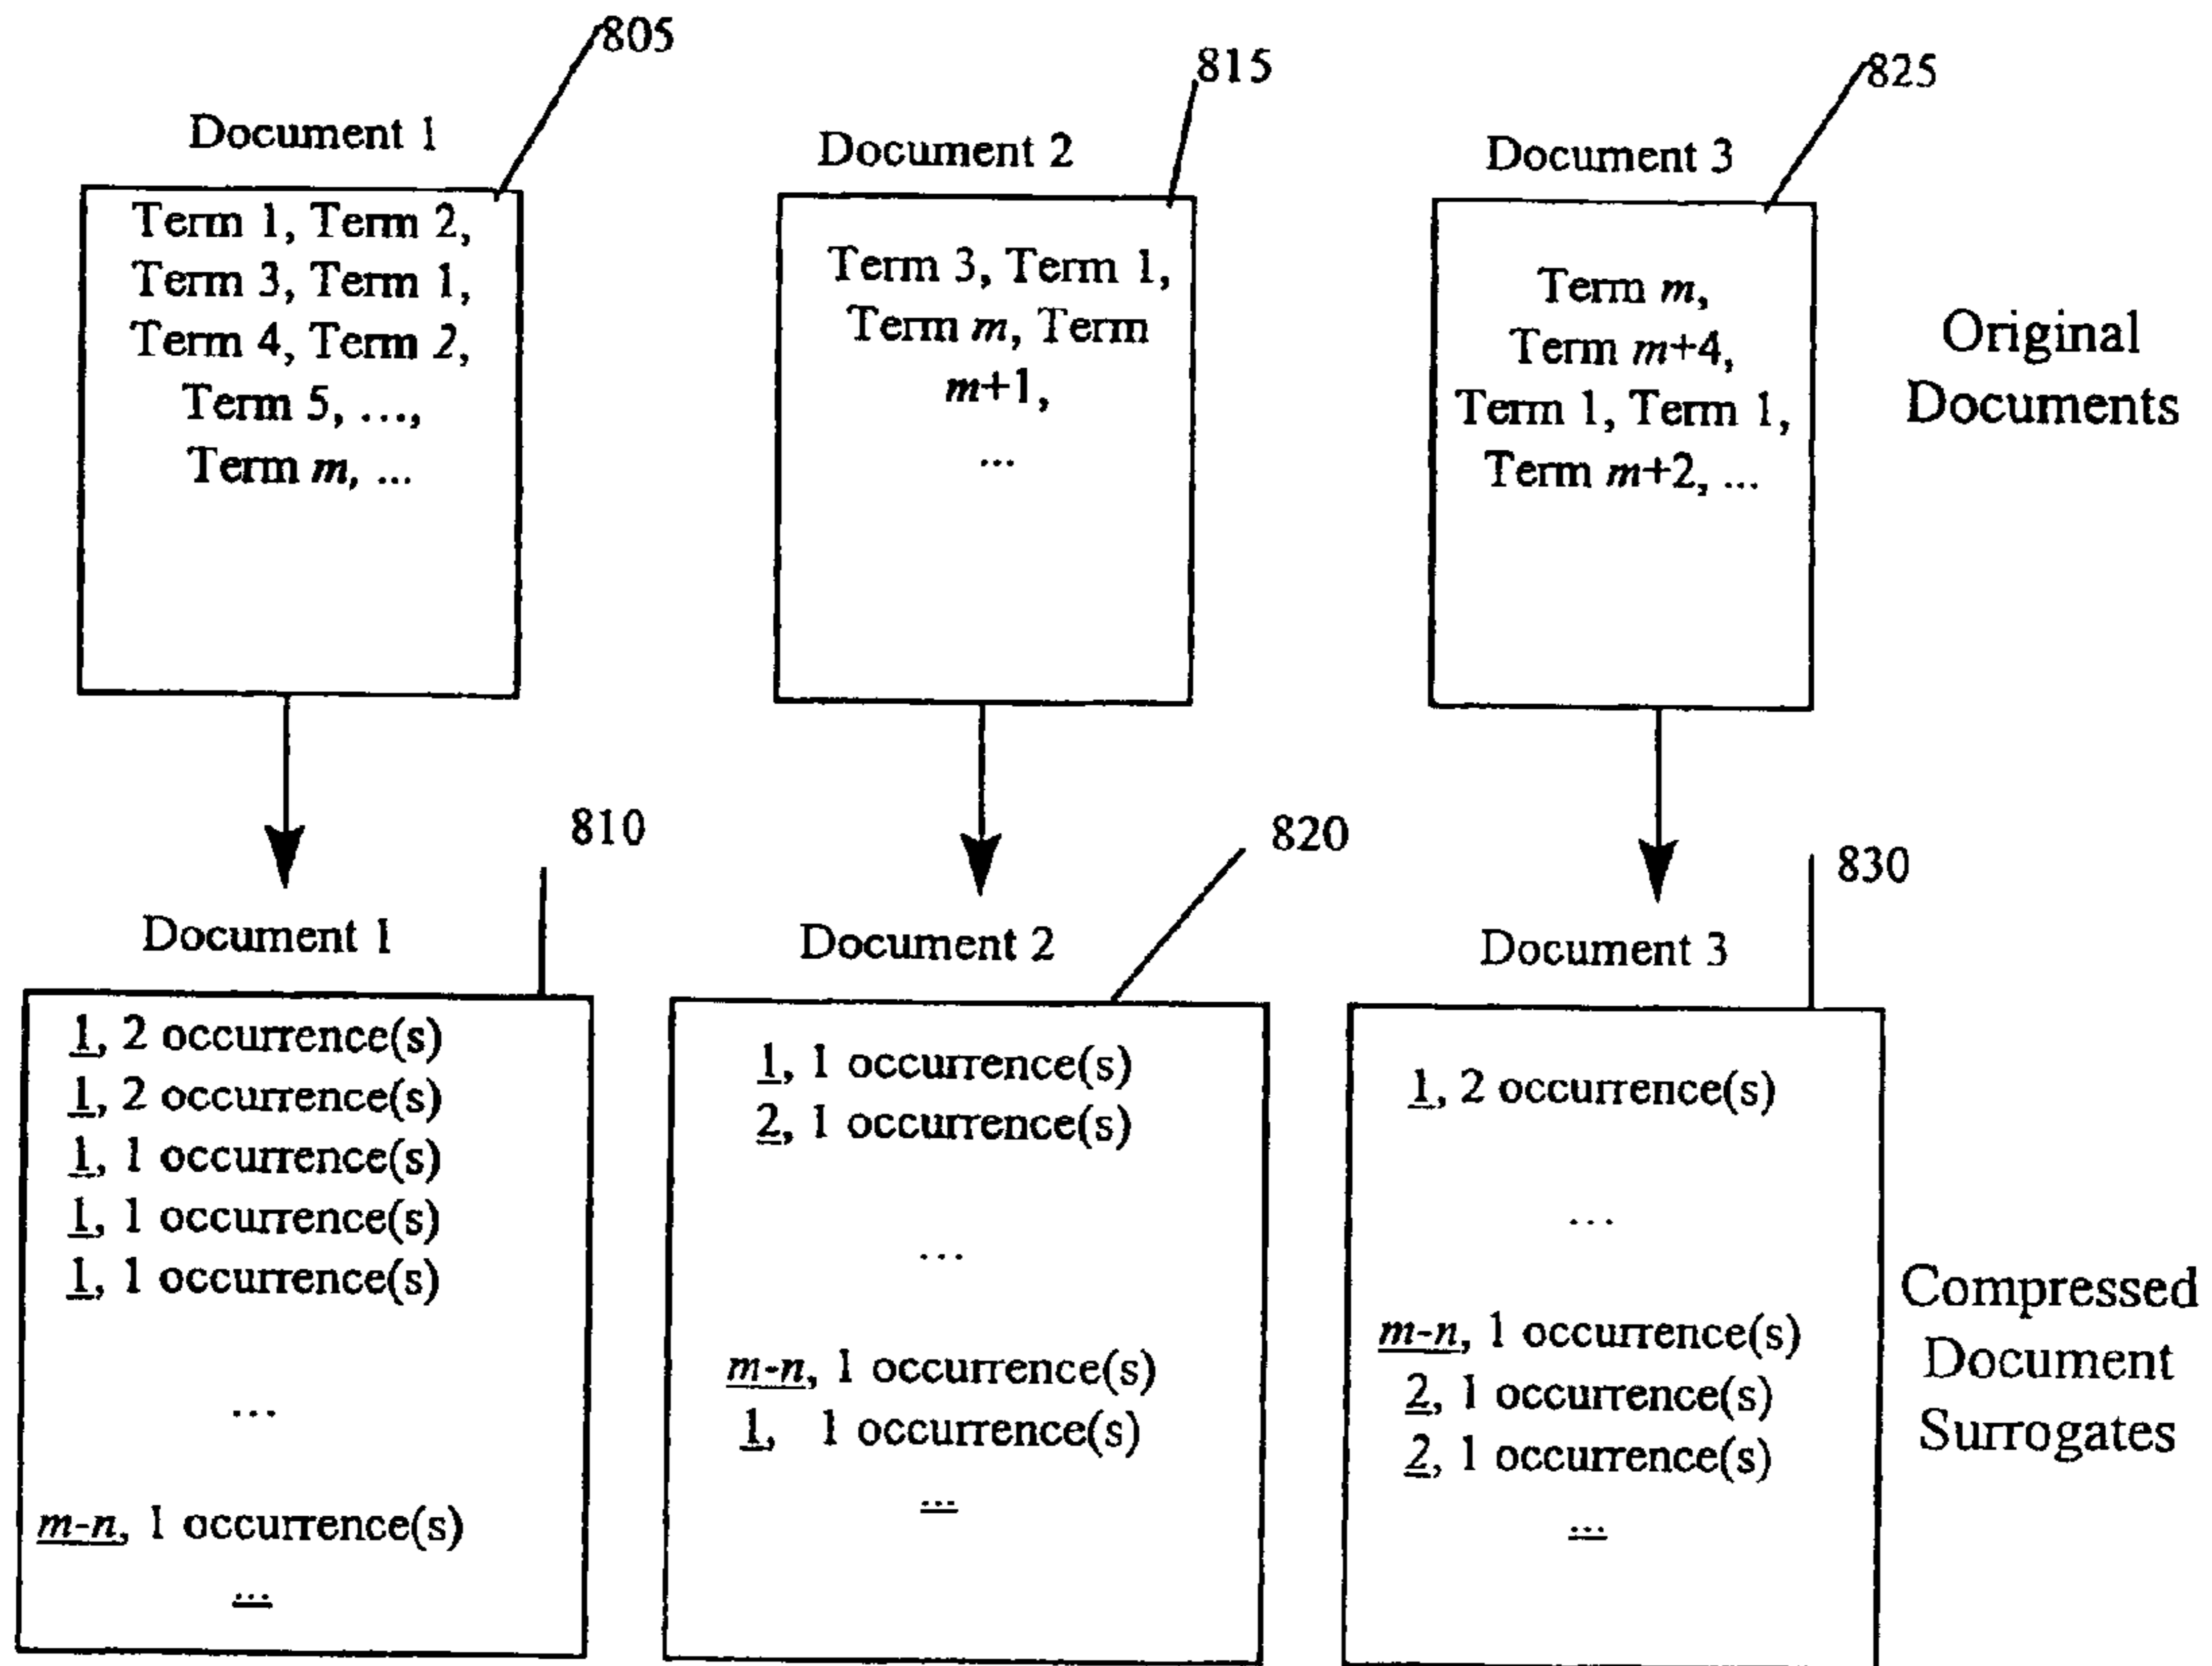 805
Document 1
Term 1, Term 2,
Term 3, Term 1,
Term 4, Term 2,
Term 5, ...,
Term m, ...
815
Document 2
Term 3, Term 1,
Term m, Term
m+1,
...
825
Document 3
Term m,
Term m+4,
Term 1, Term 1,
Term m+2, ...
Original
Documents
810
Document 1
1, 2 occurrence(s)
1, 2 occurrence(s)
1, 1 occurrence(s)
1, 1 occurrence(s)
1, 1 occurrence(s)
...
m-n, 1 occurrence(s)
...
820
Document 2
1, 1 occurrence(s)
2, 1 occurrence(s)
...
m-n, 1 occurrence(s)
1, 1 occurrence(s)
...
830
Document 3
1, 2 occurrence(s)
...
m-n, 1 occurrence(s)
2, 1 occurrence(s)
2, 1 occurrence(s)
...
Compressed
Document
Surrogates